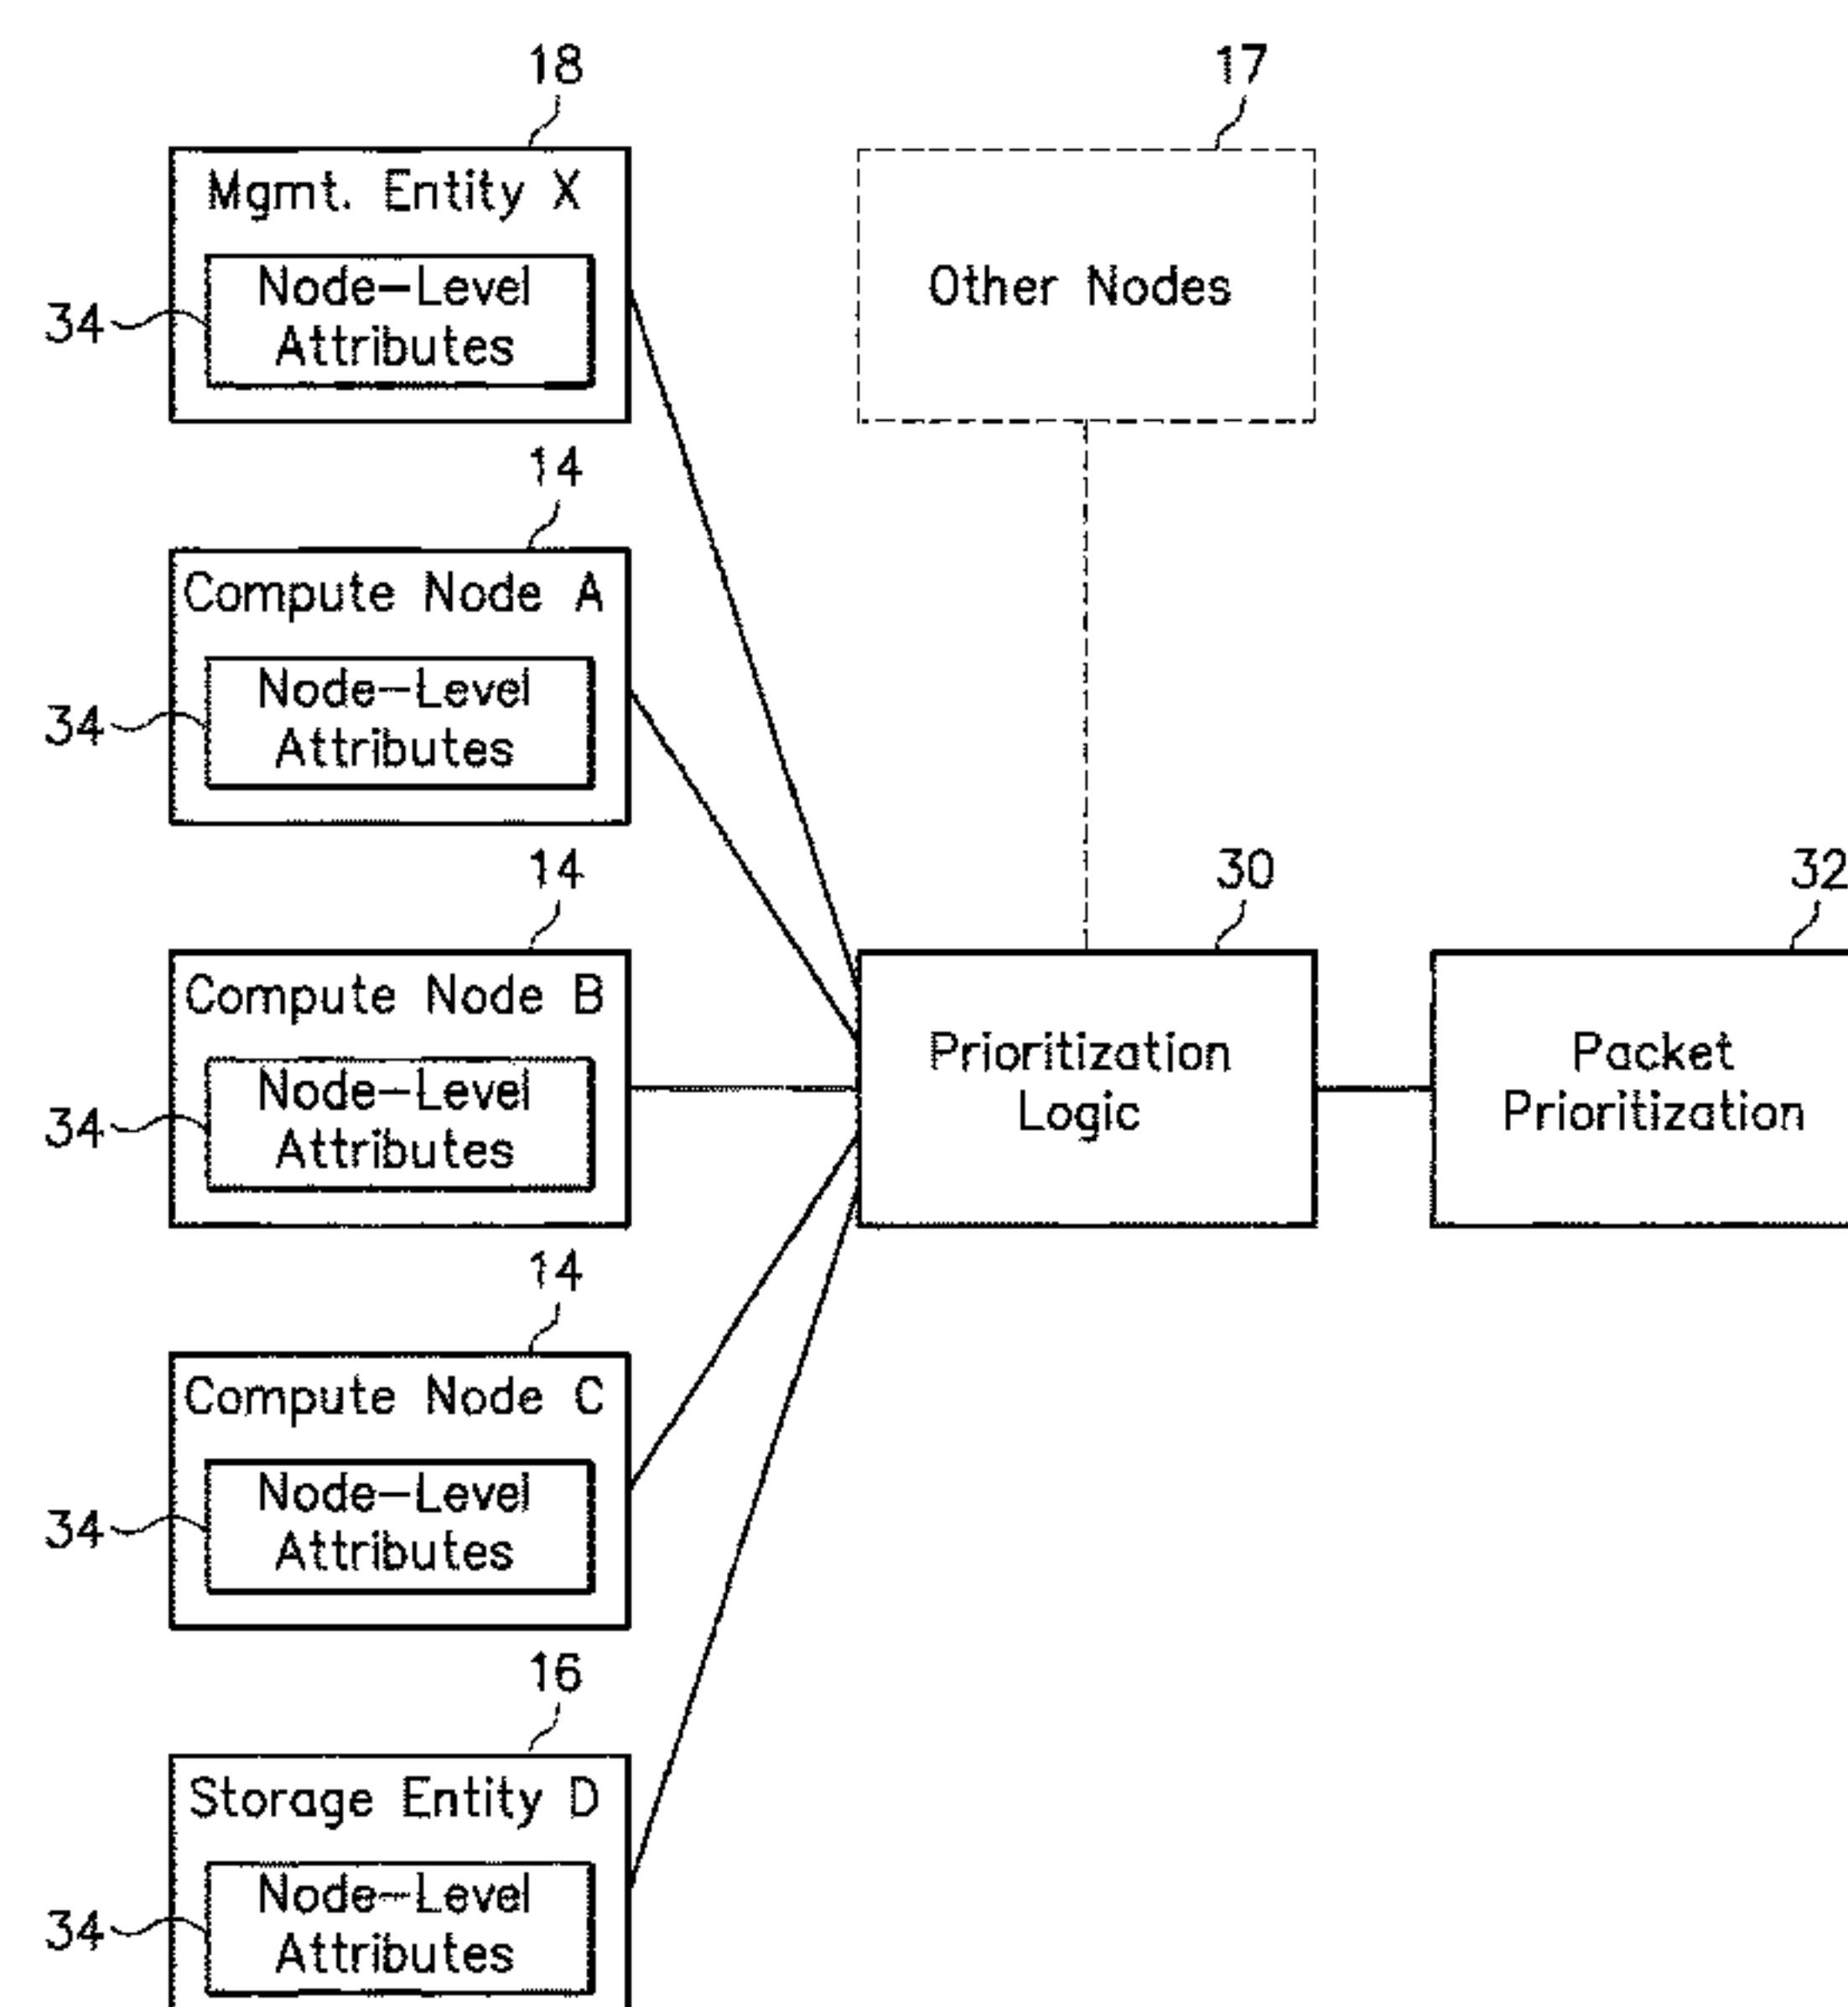 18
17
Mgmt. Entity X
Node-Level
Attributes
34
Other Nodes
14
Compute Node A
Node-Level
Attributes
34
14
30
32
Compute Node B
Node-Level
Attributes
34
Prioritization
Logic
Packet
Prioritization
14
Compute Node C
Node-Level
Attributes
34
16
Storage Entity D
Node-Level
Attributes
34